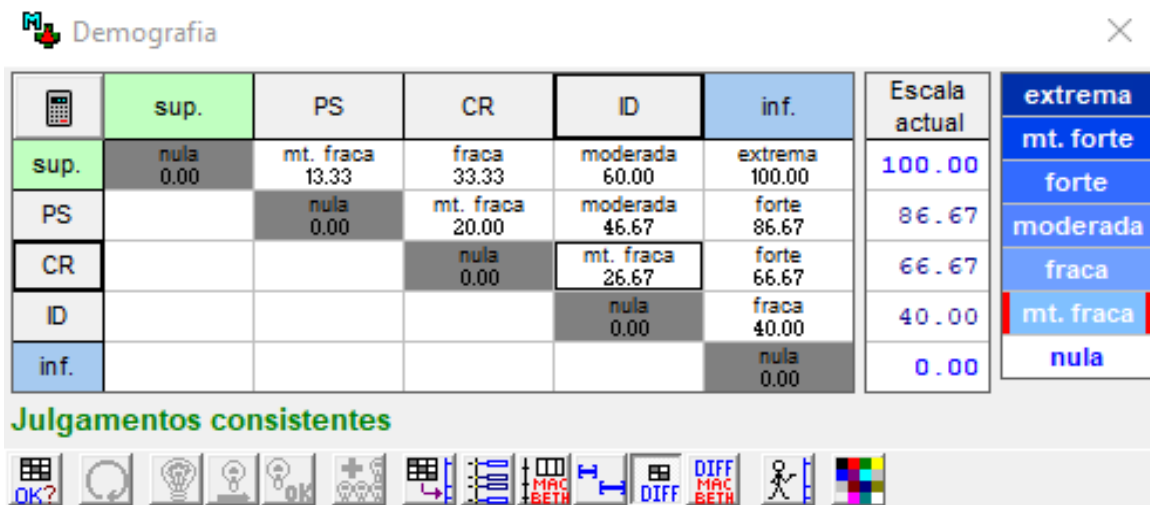 Demografia
sup. PS CR ID inf. Escala actual
sup. nula 0.00 mt. fraca 13.33 fraca 33.33 moderada 60.00 extrema 100.00 100.00
PS nula 0.00 mt. fraca 20.00 moderada 46.67 forte 86.67 86.67
CR nula 0.00 mt. fraca 26.67 forte 66.67 66.67
ID nula 0.00 fraca 40.00 40.00
inf. nula 0.00 0.00
extrema
mt. forte
forte
moderada
fraca
mt. fraca
nula
Julgamentos consistentes
OK? OK MAC BETH DIFF DIFF MAC BETH